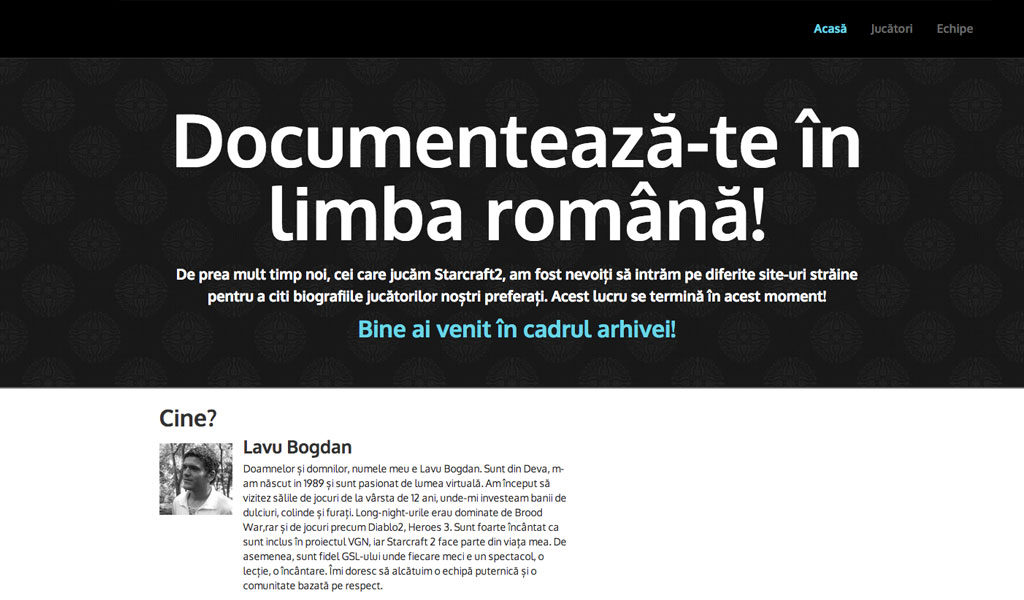 Acasă Jucători Echipe
Documentează-te în
limba română!
De prea mult timp noi, cei care jucăm Starcraft2, am fost nevoiți să intrăm pe diferite site-uri străine
pentru a citi biografiile jucătorilor noștri preferați. Acest lucru se termină în acest moment!
Bine ai venit în cadrul arhivei!
Cine?
Lavu Bogdan
Doamnelor și domnilor, numele meu e Lavu Bogdan. Sunt din Deva, m-
am născut in 1989 și sunt pasionat de lumea virtuală. Am început să
vizitez sălile de jocuri de la vârsta de 12 ani, unde-mi investeam banii de
dulciuri, colinde și furați. Long-night-urile erau dominate de Brood
War,rar și de jocuri precum Diablo2, Heroes 3. Sunt foarte încântat ca
sunt inclus în proiectul VGN, iar Starcraft 2 face parte din viața mea. De
asemenea, sunt fidel GSL-ului unde fiecare meci e un spectacol, o
lecție, o încântare. Îmi doresc să alcătuim o echipă puternică și o
comunitate bazată pe respect.